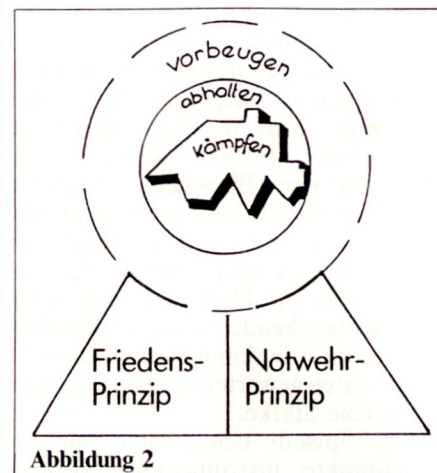 vorbeugen
abhalten
kämpfen
Friedens-
Prinzip
Notwehr-
Prinzip
Abbildung 2